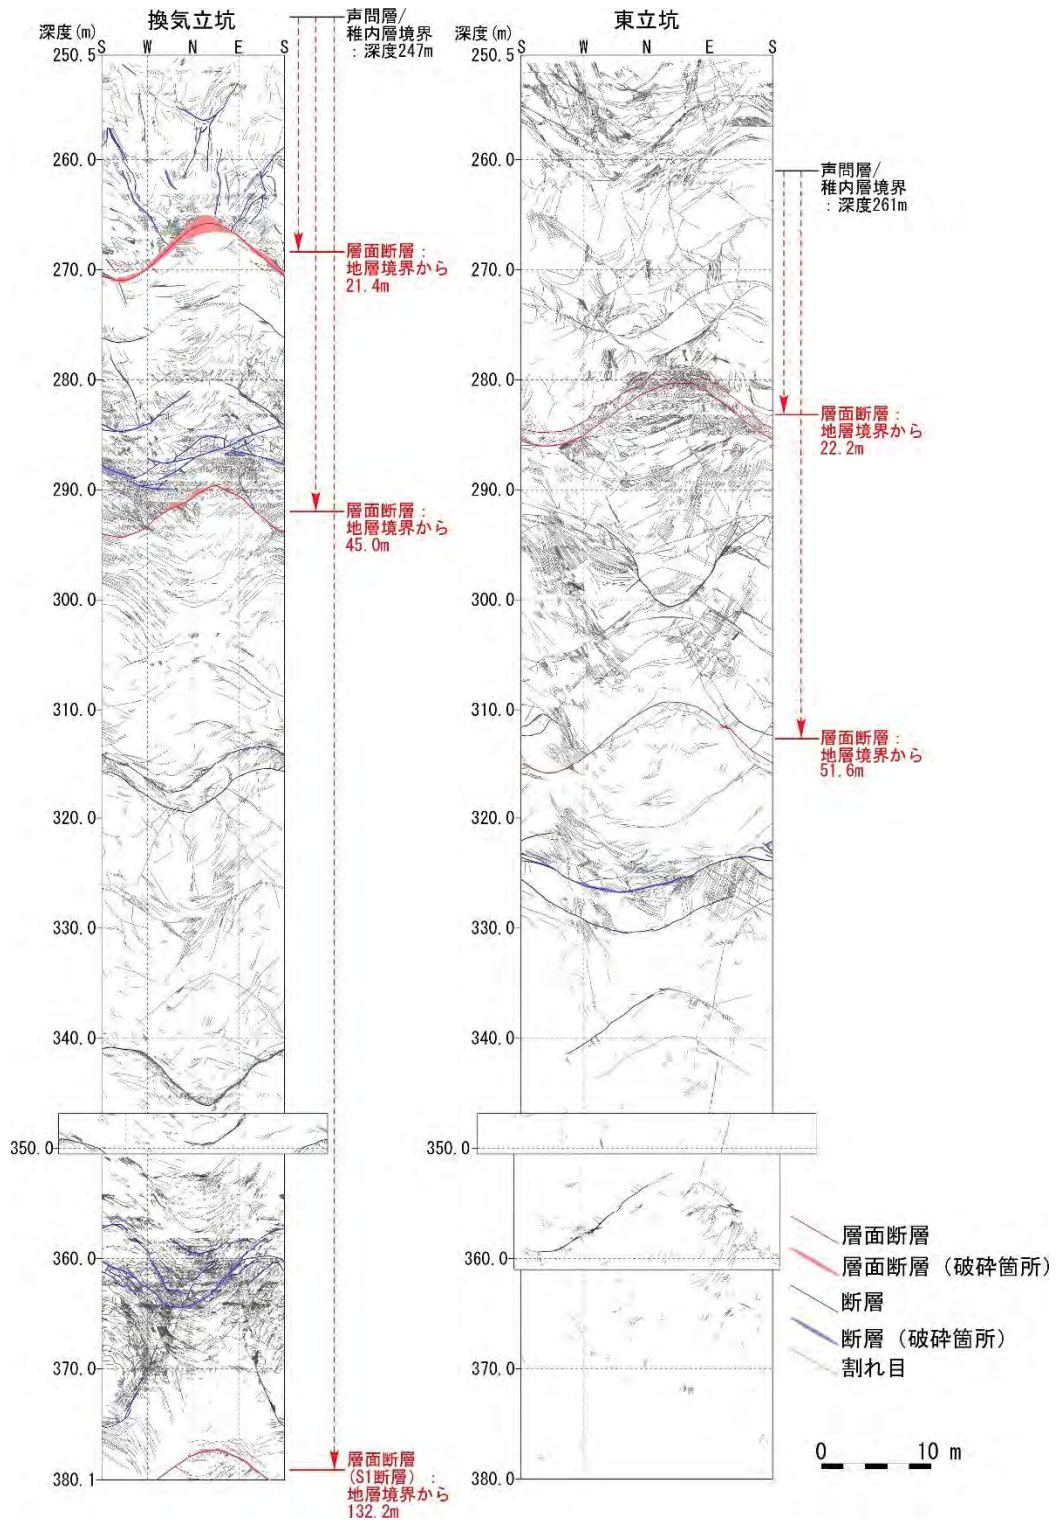 換気立坑
深度(m)
S W N E S
250.5
260.0
270.0
280.0
290.0
300.0
310.0
320.0
330.0
340.0
350.0
360.0
370.0
380.1
声問層/
稚内層境界
:深度247m
層面断層:
地層境界から
21.4m
層面断層:
地層境界から
45.0m
層面断層
(S1断層):
地層境界から
132.2m
東立坑
深度(m)
S W N E S
250.5
260.0
270.0
280.0
290.0
300.0
310.0
320.0
330.0
340.0
350.0
360.0
370.0
380.0
声問層/
稚内層境界
:深度261m
層面断層:
地層境界から
22.2m
層面断層:
地層境界から
51.6m
層面断層
層面断層(破砕箇所)
断層
断層(破砕箇所)
割れ目
0 10 m